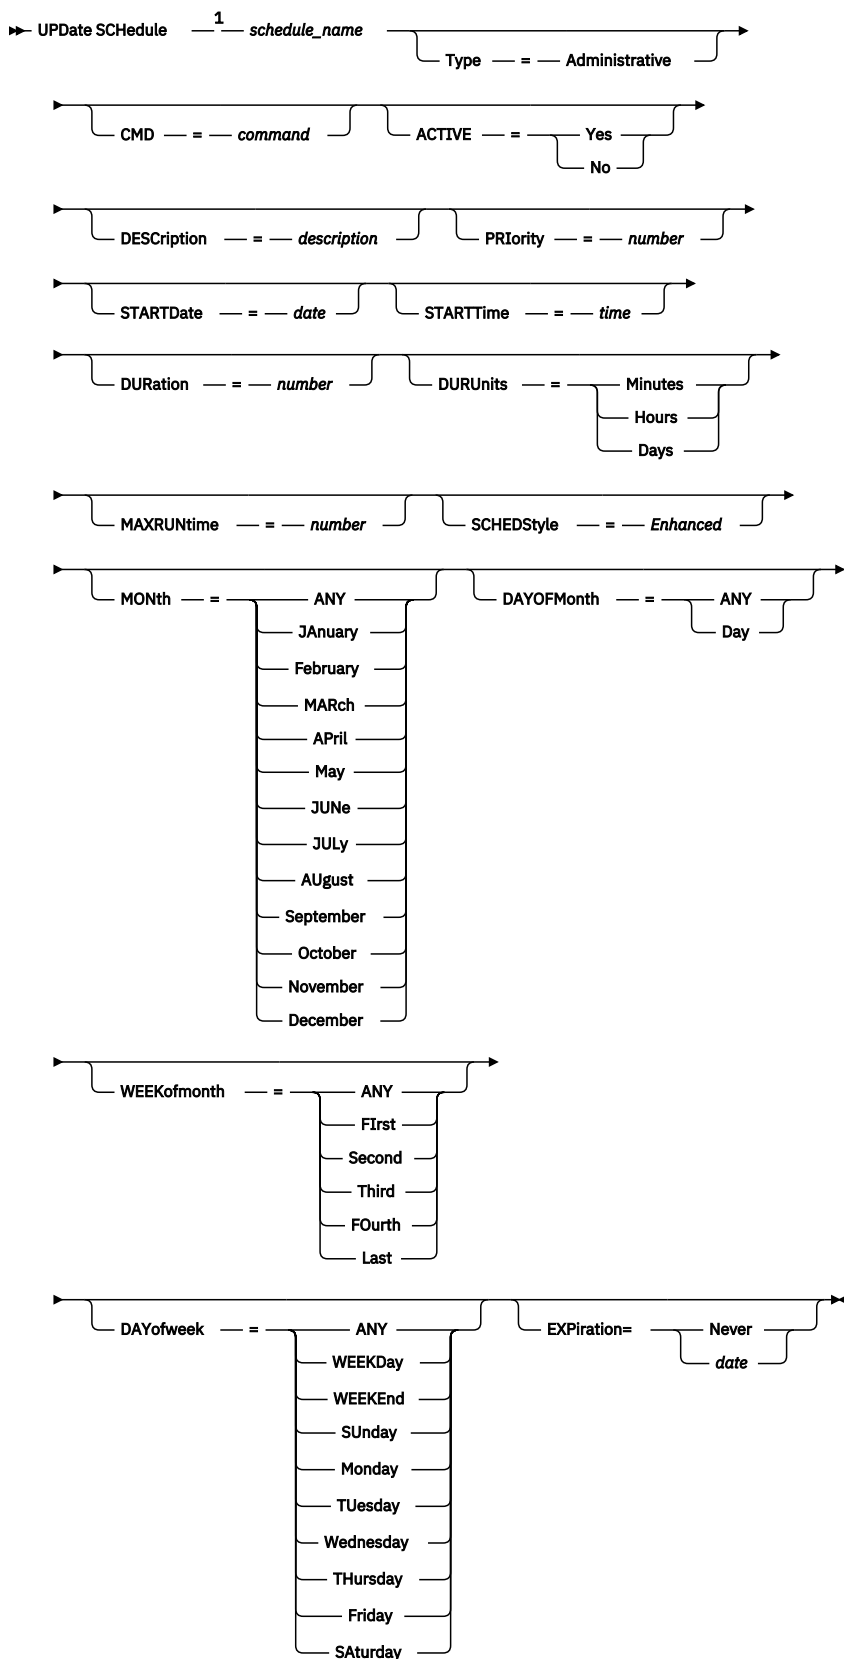 1
UPDate SCHedule schedule_name
Type = Administrative
CMD = command ACTIVE = Yes
No
DESCription = description PRIority = number
STARTDate = date STARTTime = time
DURation = number DURUnits = Minutes
Hours
Days
MAXRUNtime = number SCHEDStyle = Enhanced
MONth = ANY DAYOFMonth = ANY
JAnuary Day
February
MARch
APril
May
JUNe
JULy
AUgust
September
October
November
December
WEEKofmonth = ANY
FIrst
Second
Third
FOurth
Last
DAYofweek = ANY EXPiration= Never
WEEKDay date
WEEKEnd
SUnday
Monday
TUesday
Wednesday
THursday
Friday
SAturday